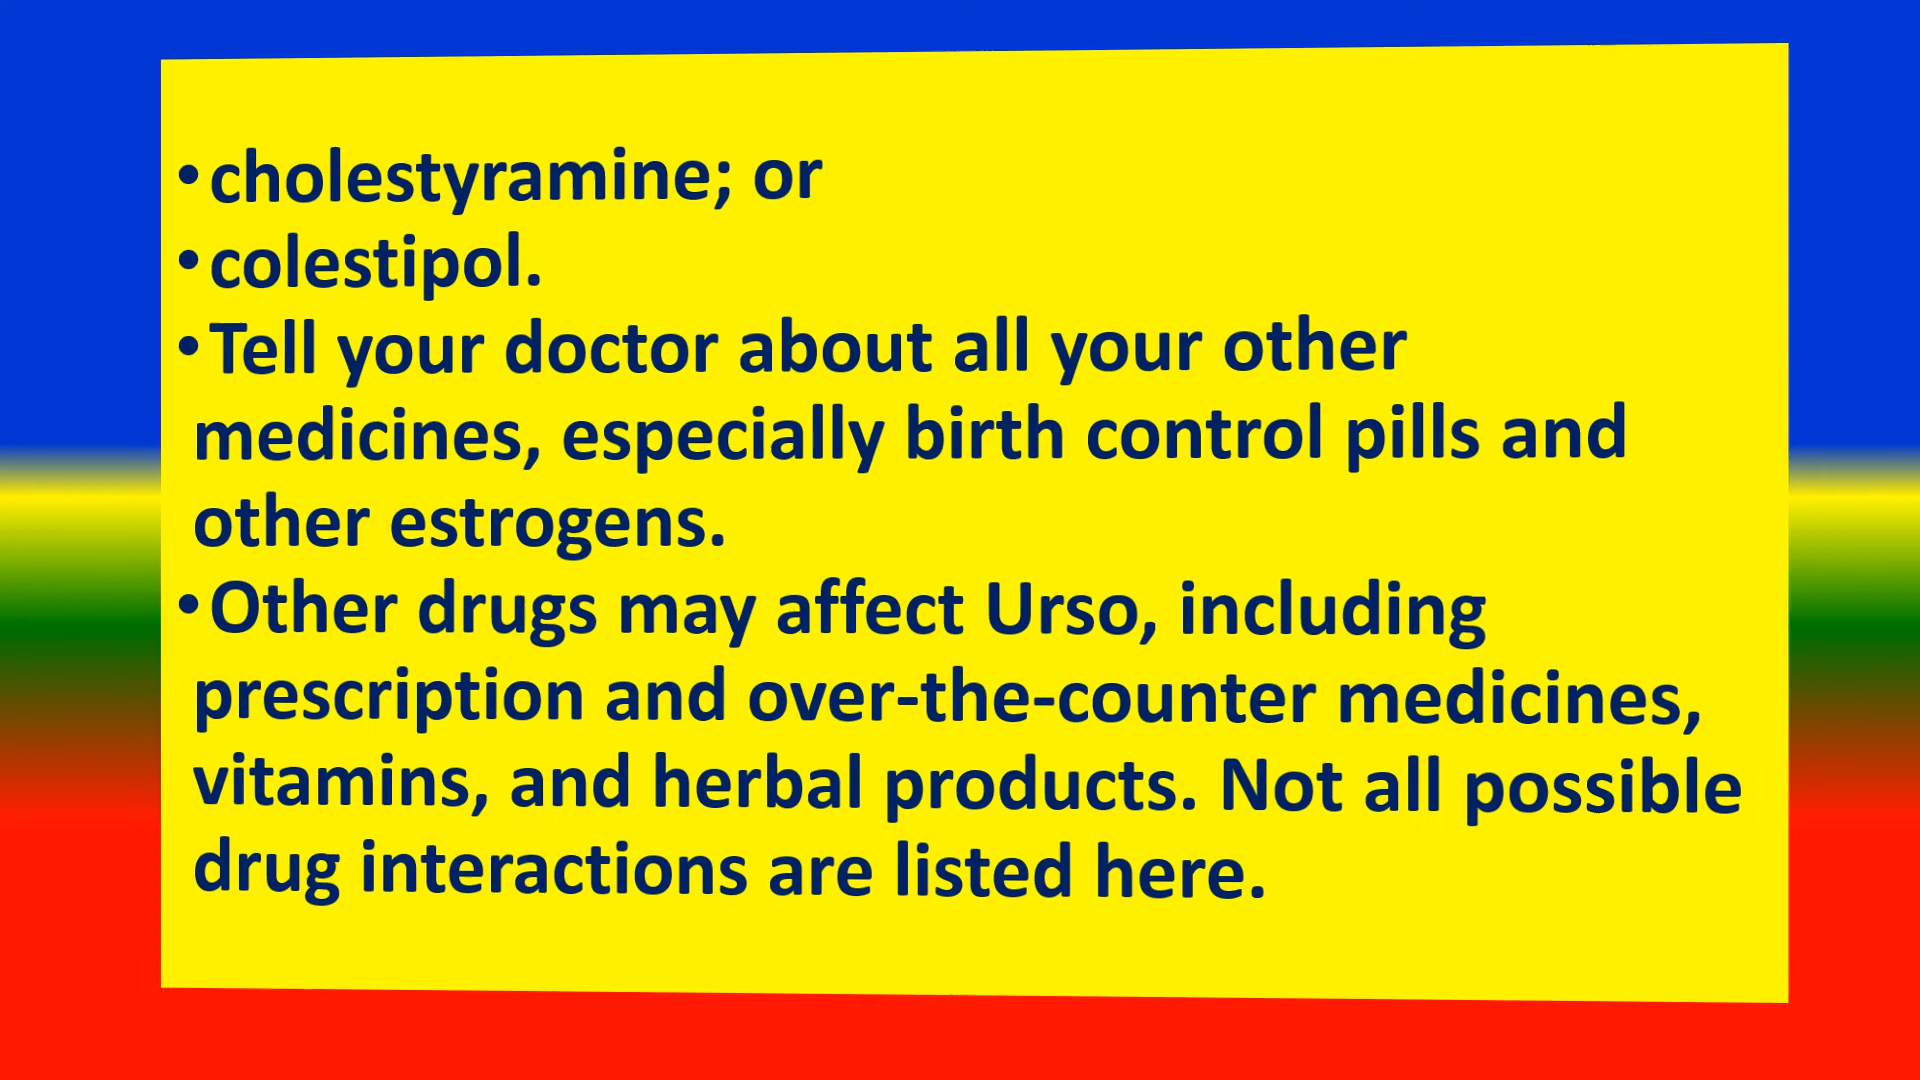 •cholestyramine; or
•colestipol.
•Tell your doctor about all your other
medicines, especially birth control pills and
other estrogens.
•Other drugs may affect Urso, including
prescription and over-the-counter medicines,
vitamins, and herbal products. Not all possible
drug interactions are listed here.